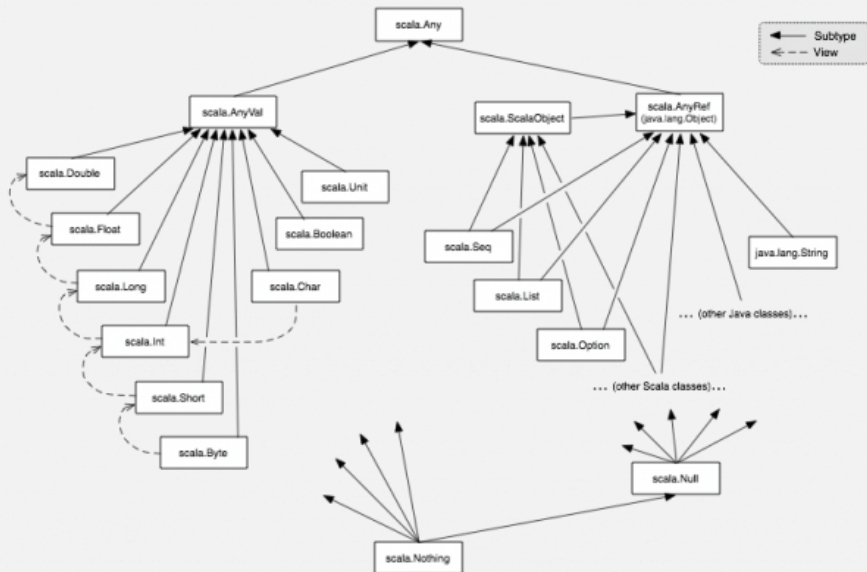 scala.Any
Subtype
View
scala.AnyVal
scala.ScalaObject
scala.AnyRef
(java.lang.Object)
scala.Double
scala.Unit
scala.Float
scala.Boolean
scala.Seq
java.lang.String
scala.Long
scala.Char
scala.List
... (other Java classes)...
scala.Int
scala.Option
... (other Scala classes)...
scala.Short
scala.Byte
scala.Null
scala.Nothing